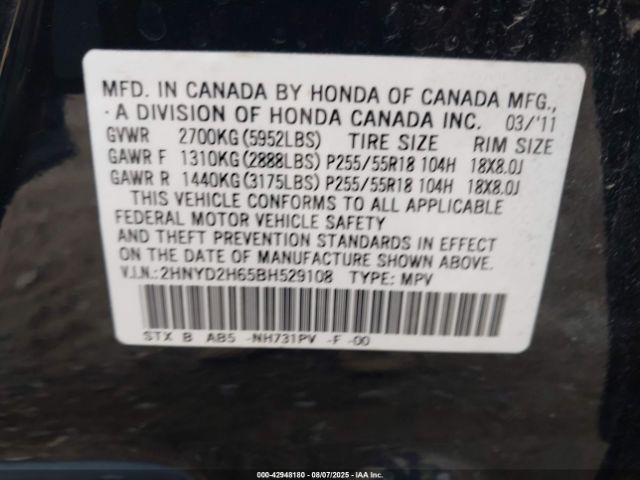 MFD. IN CANADA BY HONDA OF CANADA MFG.,
- A DIVISION OF HONDA CANADA INC. 03/'11
GVWR 2700KG(5952LBS) TIRE SIZE RIM SIZE
GAWR F 1310KG(2888LBS) P255/55R18 104H 18X8.0J
GAWR R 1440KG(3175LBS) P255/55R18 104H 18X8.0J
THIS VEHICLE CONFORMS TO ALL APPLICABLE
FEDERAL MOTOR VEHICLE SAFETY
AND THEFT PREVENTION STANDARDS IN EFFECT
ON THE DATE OF MANUFACTURE SHOWN ABOVE.
V.I.N.:2HNYD2H65BH529108 TYPE: MPV
STX B AB5 -NH731PV -F -00
000-42948180 - 08/07/2025 - IAA Inc.